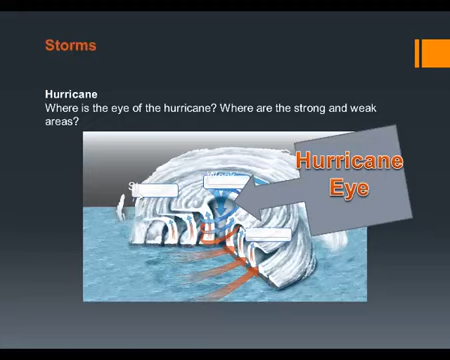 Storms
Hurricane
Where is the eye of the hurricane? Where are the strong and weak
areas?
Hurricane
Eye